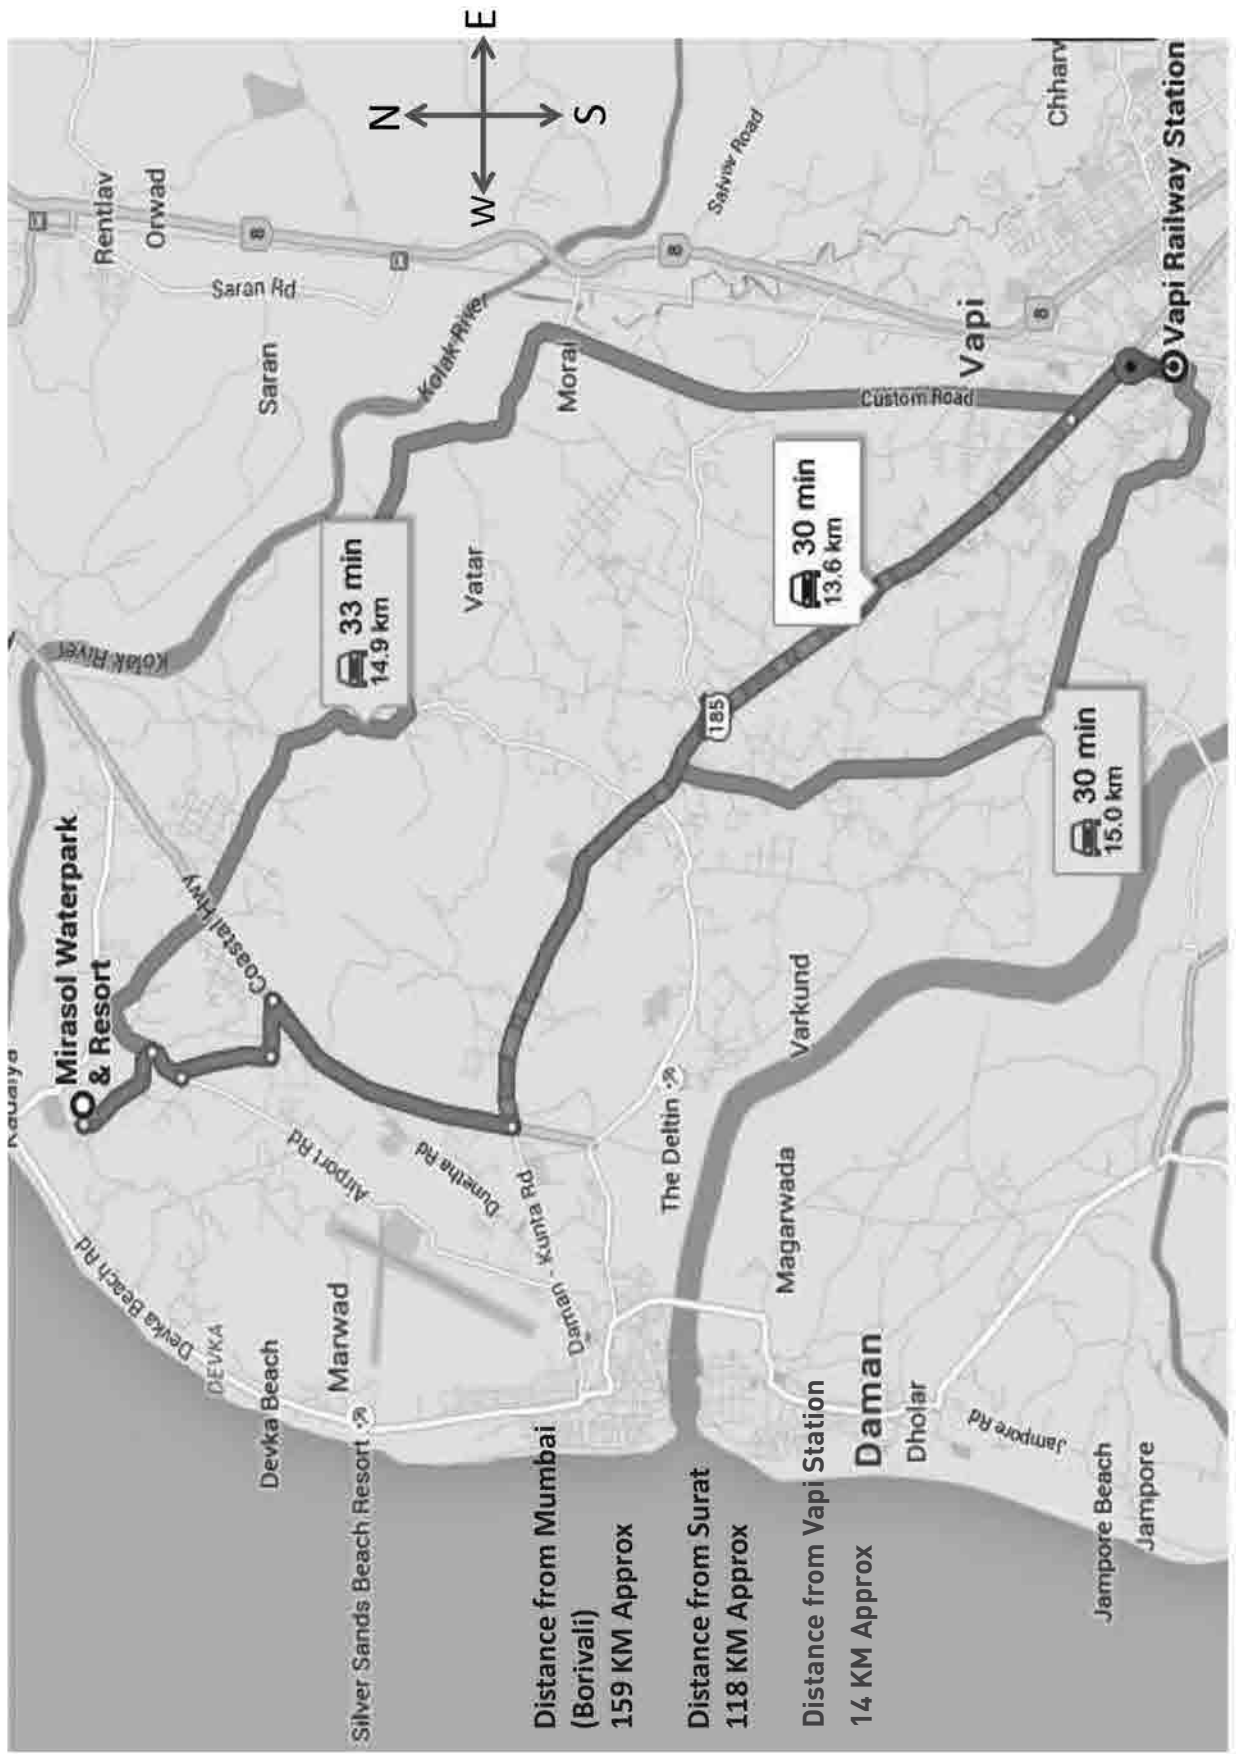 Kadaiya
Mirasol Waterpark
& Resort
Kolak River
Coastal Hwy
Airport Rd
Dunetha Rd
Devka Beach Rd
DEVKA
Devka Beach
Marwad
Silver Sands Beach Resort
Daman - Kunta Rd
The Deltin
Varkund
Magarwada
Daman
Dholar
Jampore Rd
Jampore Beach
Jampore
Distance from Mumbai
(Borivali)
159 KM Approx
Distance from Surat
118 KM Approx
Distance from Vapi Station
14 KM Approx
33 min
14.9 km
Vatar
Saran
Saran Rd
Rentlav
Orwad
8
Kolak River
Morai
N
W
E
S
8
Salvav Road
185
30 min
13.6 km
30 min
15.0 km
Custom Road
Vapi
8
Vapi Railway Station